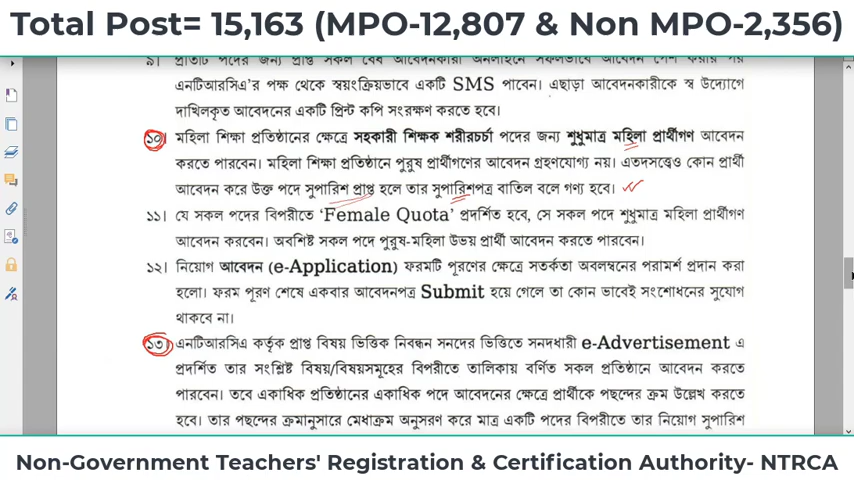 Total Post= 15,163 (MPO-12,807 & Non MPO-2,356)
৯। প্রতিটি পদের জন্য প্রাপ্ত সকল বৈধ আবেদনকারী অনলাইনে সফলভাবে আবেদন পেশ করার পর
এনটিআরসিএ'র পক্ষ থেকে স্বয়ংক্রিয়ভাবে একটি SMS পাবেন। এছাড়া আবেদনকারীকে স্ব উদ্যোগে
দাখিলকৃত আবেদনের একটি প্রিন্ট কপি সংরক্ষণ করতে হবে।
১০। মহিলা শিক্ষা প্রতিষ্ঠানের ক্ষেত্রে সহকারী শিক্ষক শরীরচর্চা পদের জন্য শুধুমাত্র মহিলা প্রার্থীগণ আবেদন
করতে পারবেন। মহিলা শিক্ষা প্রতিষ্ঠানে পুরুষ প্রার্থীগণের আবেদন গ্রহণযোগ্য নয়। এতদসত্ত্বেও কোন প্রার্থী
আবেদন করে উক্ত পদে সুপারিশ প্রাপ্ত হলে তার সুপারিশপত্র বাতিল বলে গণ্য হবে।
১১। যে সকল পদের বিপরীতে ‘Female Quota’ প্রদর্শিত হবে, সে সকল পদে শুধুমাত্র মহিলা প্রার্থীগণ
আবেদন করবেন। অবশিষ্ট সকল পদে পুরুষ-মহিলা উভয় প্রার্থী আবেদন করতে পারবেন।
১২। নিয়োগ আবেদন (e-Application) ফরমটি পূরণের ক্ষেত্রে সতর্কতা অবলম্বনের পরামর্শ প্রদান করা
হলো। ফরম পূরণ শেষে একবার আবেদনপত্র Submit হয়ে গেলে তা কোন ভাবেই সংশোধনের সুযোগ
থাকবে না।
১৩। এনটিআরসিএ কর্তৃক প্রাপ্ত বিষয় ভিত্তিক নিবন্ধন সনদের ভিত্তিতে সনদধারী e-Advertisement এ
প্রদর্শিত তার সংশ্লিষ্ট বিষয়/বিষয়সমূহের বিপরীতে তালিকায় বর্ণিত সকল প্রতিষ্ঠানে আবেদন করতে
পারবেন। তবে একাধিক প্রতিষ্ঠানের একাধিক পদে আবেদনের ক্ষেত্রে প্রার্থীকে পছন্দের ক্রম উল্লেখ করতে
হবে। তার পছন্দের ক্রমানুসারে মেধাক্রম অনুসরণ করে মাত্র একটি পদের বিপরীতে তার নিয়োগ সুপারিশ
Non-Government Teachers' Registration & Certification Authority- NTRCA